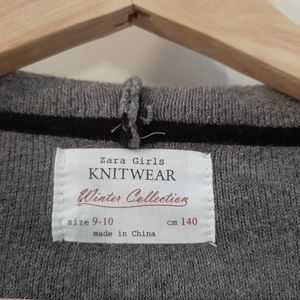 Zara Girls
KNITWEAR
Winter Collection
size 9-10 cm 140
made in China